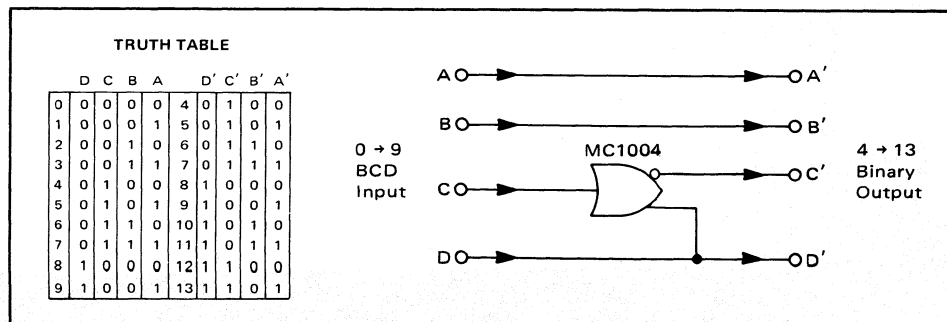 TRUTH TABLE
D C B A D' C' B' A'
0 0 0 0 0 4 0 1 0 0
1 0 0 0 1 5 0 1 0 1
2 0 0 1 0 6 0 1 1 0
3 0 0 1 1 7 0 1 1 1
4 0 1 0 0 8 1 0 0 0
5 0 1 0 1 9 1 0 0 1
6 0 1 1 0 10 1 0 1 0
7 0 1 1 1 11 1 0 1 1
8 1 0 0 0 12 1 1 0 0
9 1 0 0 1 13 1 1 0 1
0 → 9
BCD
Input
A
B
C
D
MC1004
A'
B'
C'
D'
4 → 13
Binary
Output